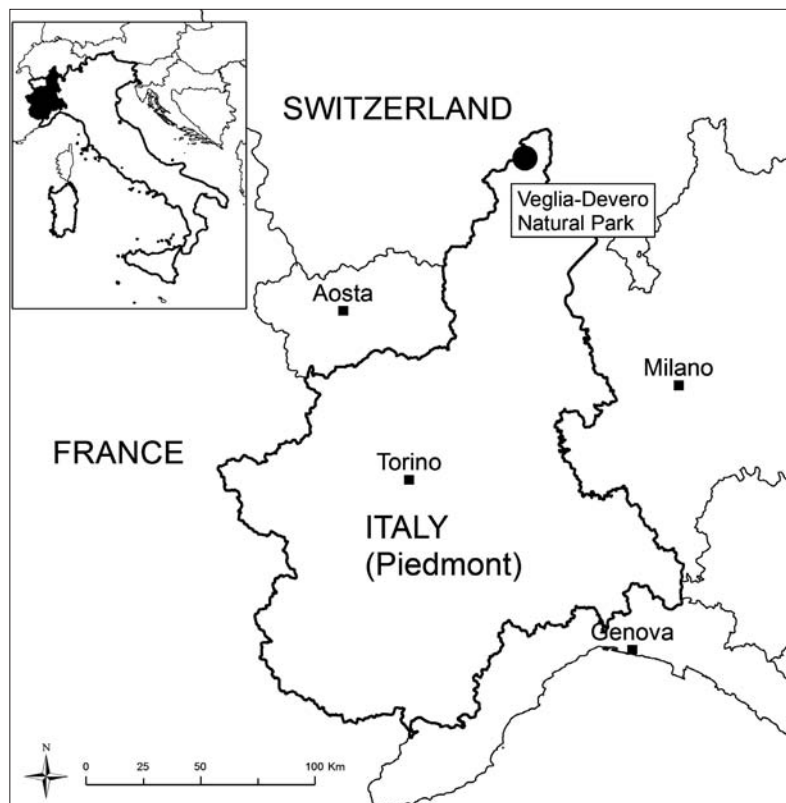 SWITZERLAND
Veglia-Devero
Natural Park
Aosta
Milano
FRANCE
Torino
ITALY
(Piedmont)
Genova
N
0 25 50 100 Km